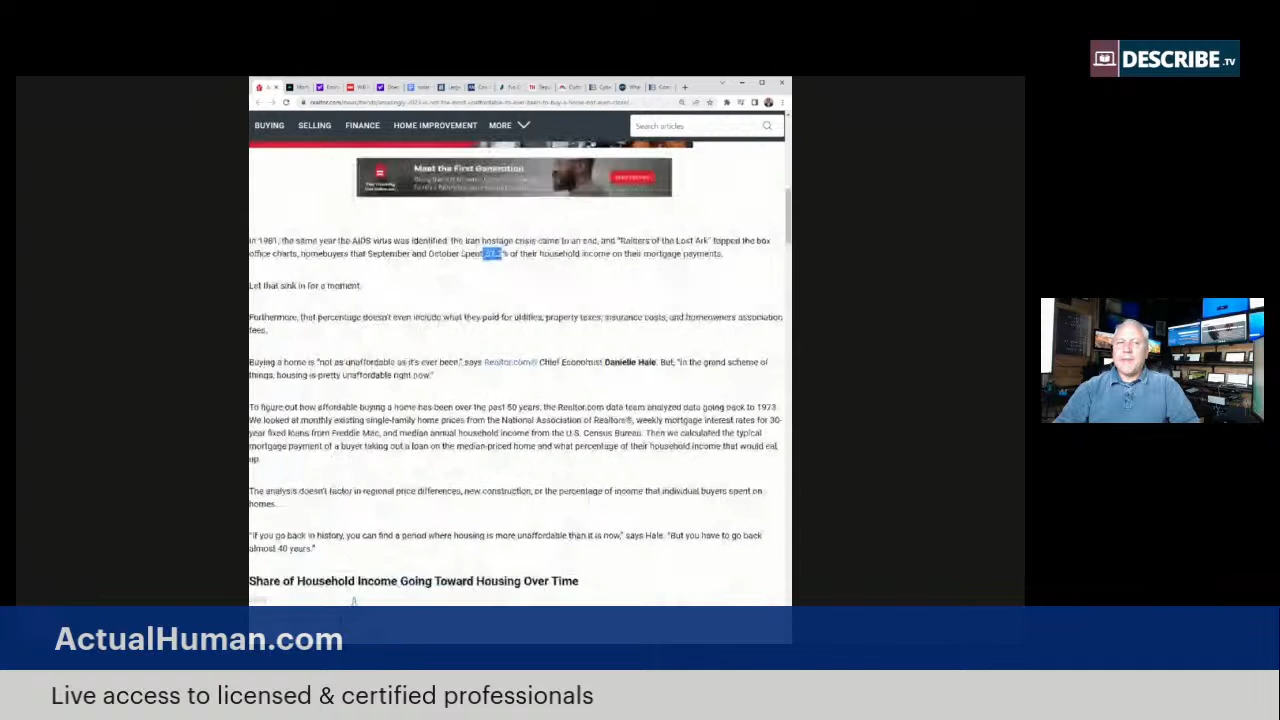 DESCRIBE.TV
BUYING SELLING FINANCE HOME IMPROVEMENT MORE Search articles
Meet the First Generation
In 1981, the same year the AIDS virus was identified, the Iran hostage crisis came to an end, and “Raiders of the Lost Ark” topped the box
office charts, homebuyers that September and October spent % of their household income on their mortgage payments.
Let that sink in for a moment.
Furthermore, that percentage doesn’t even include what they paid for utilities, property taxes, insurance costs, and homeowners association
fees.
Buying a home is “not as unaffordable as it’s ever been,” says Realtor.com® Chief Economist Danielle Hale. But, “in the grand scheme of
things, housing is pretty unaffordable right now.”
To figure out how affordable buying a home has been over the past 50 years, the Realtor.com data team analyzed data going back to 1973.
We looked at monthly existing single-family home prices from the National Association of Realtors®, weekly mortgage interest rates for 30-
year fixed loans from Freddie Mac, and median annual household income from the U.S. Census Bureau. Then we calculated the typical
mortgage payment of a buyer taking out a loan on the median-priced home and what percentage of their household income that would eat
up.
The analysis doesn’t factor in regional price differences, new construction, or the percentage of income that individual buyers spent on
homes.
“If you go back in history, you can find a period where housing is more unaffordable than it is now,” says Hale. “But you have to go back
almost 40 years.”
Share of Household Income Going Toward Housing Over Time
ActualHuman.com
Live access to licensed & certified professionals